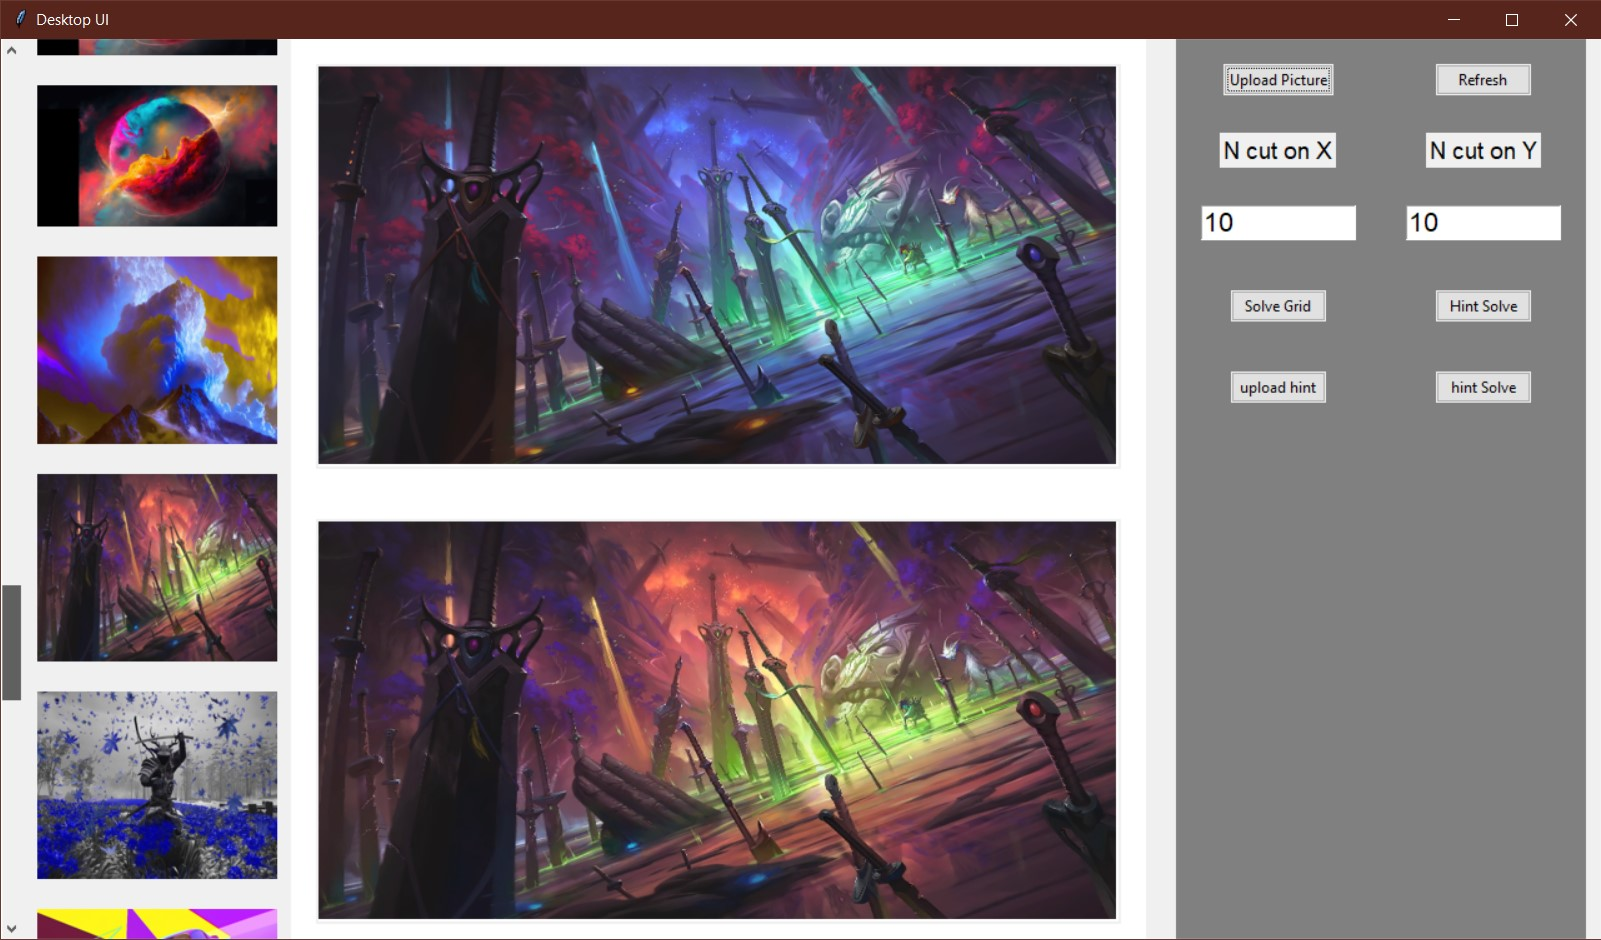 Desktop UI
Upload Picture
Refresh
N cut on X
N cut on Y
10
10
Solve Grid
Hint Solve
upload hint
hint Solve